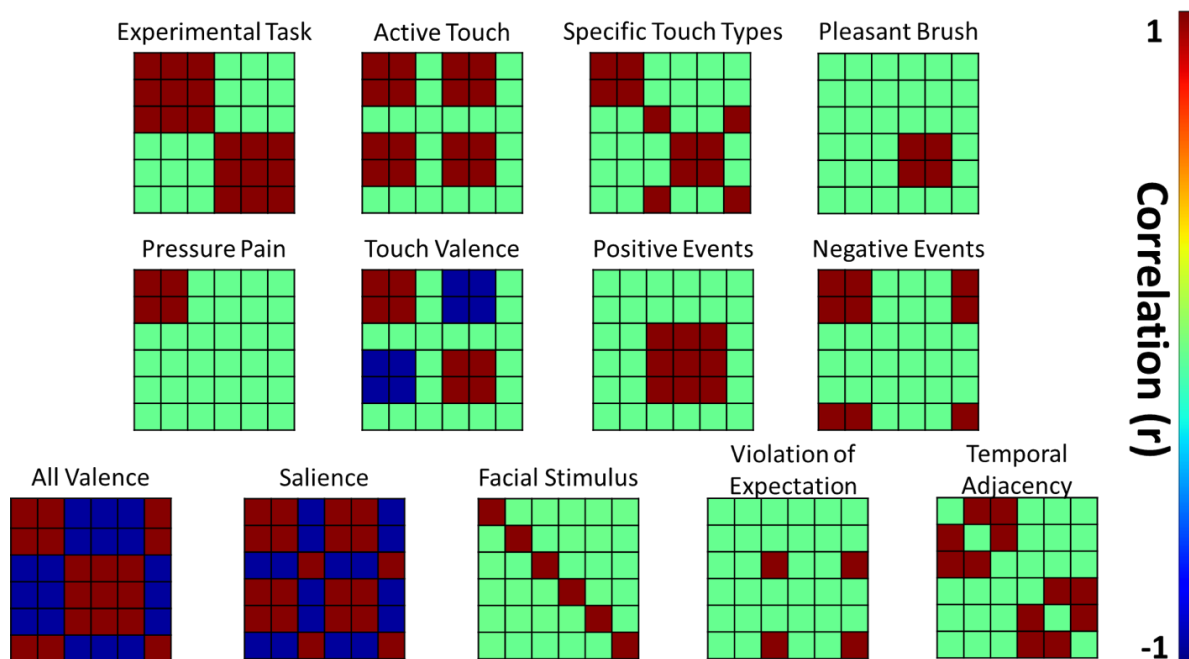 Experimental Task
Active Touch
Specific Touch Types
Pleasant Brush
1
Pressure Pain
Touch Valence
Positive Events
Negative Events
Correlation (r)
All Valence
Salience
Facial Stimulus
Violation of
Expectation
Temporal
Adjacency
-1